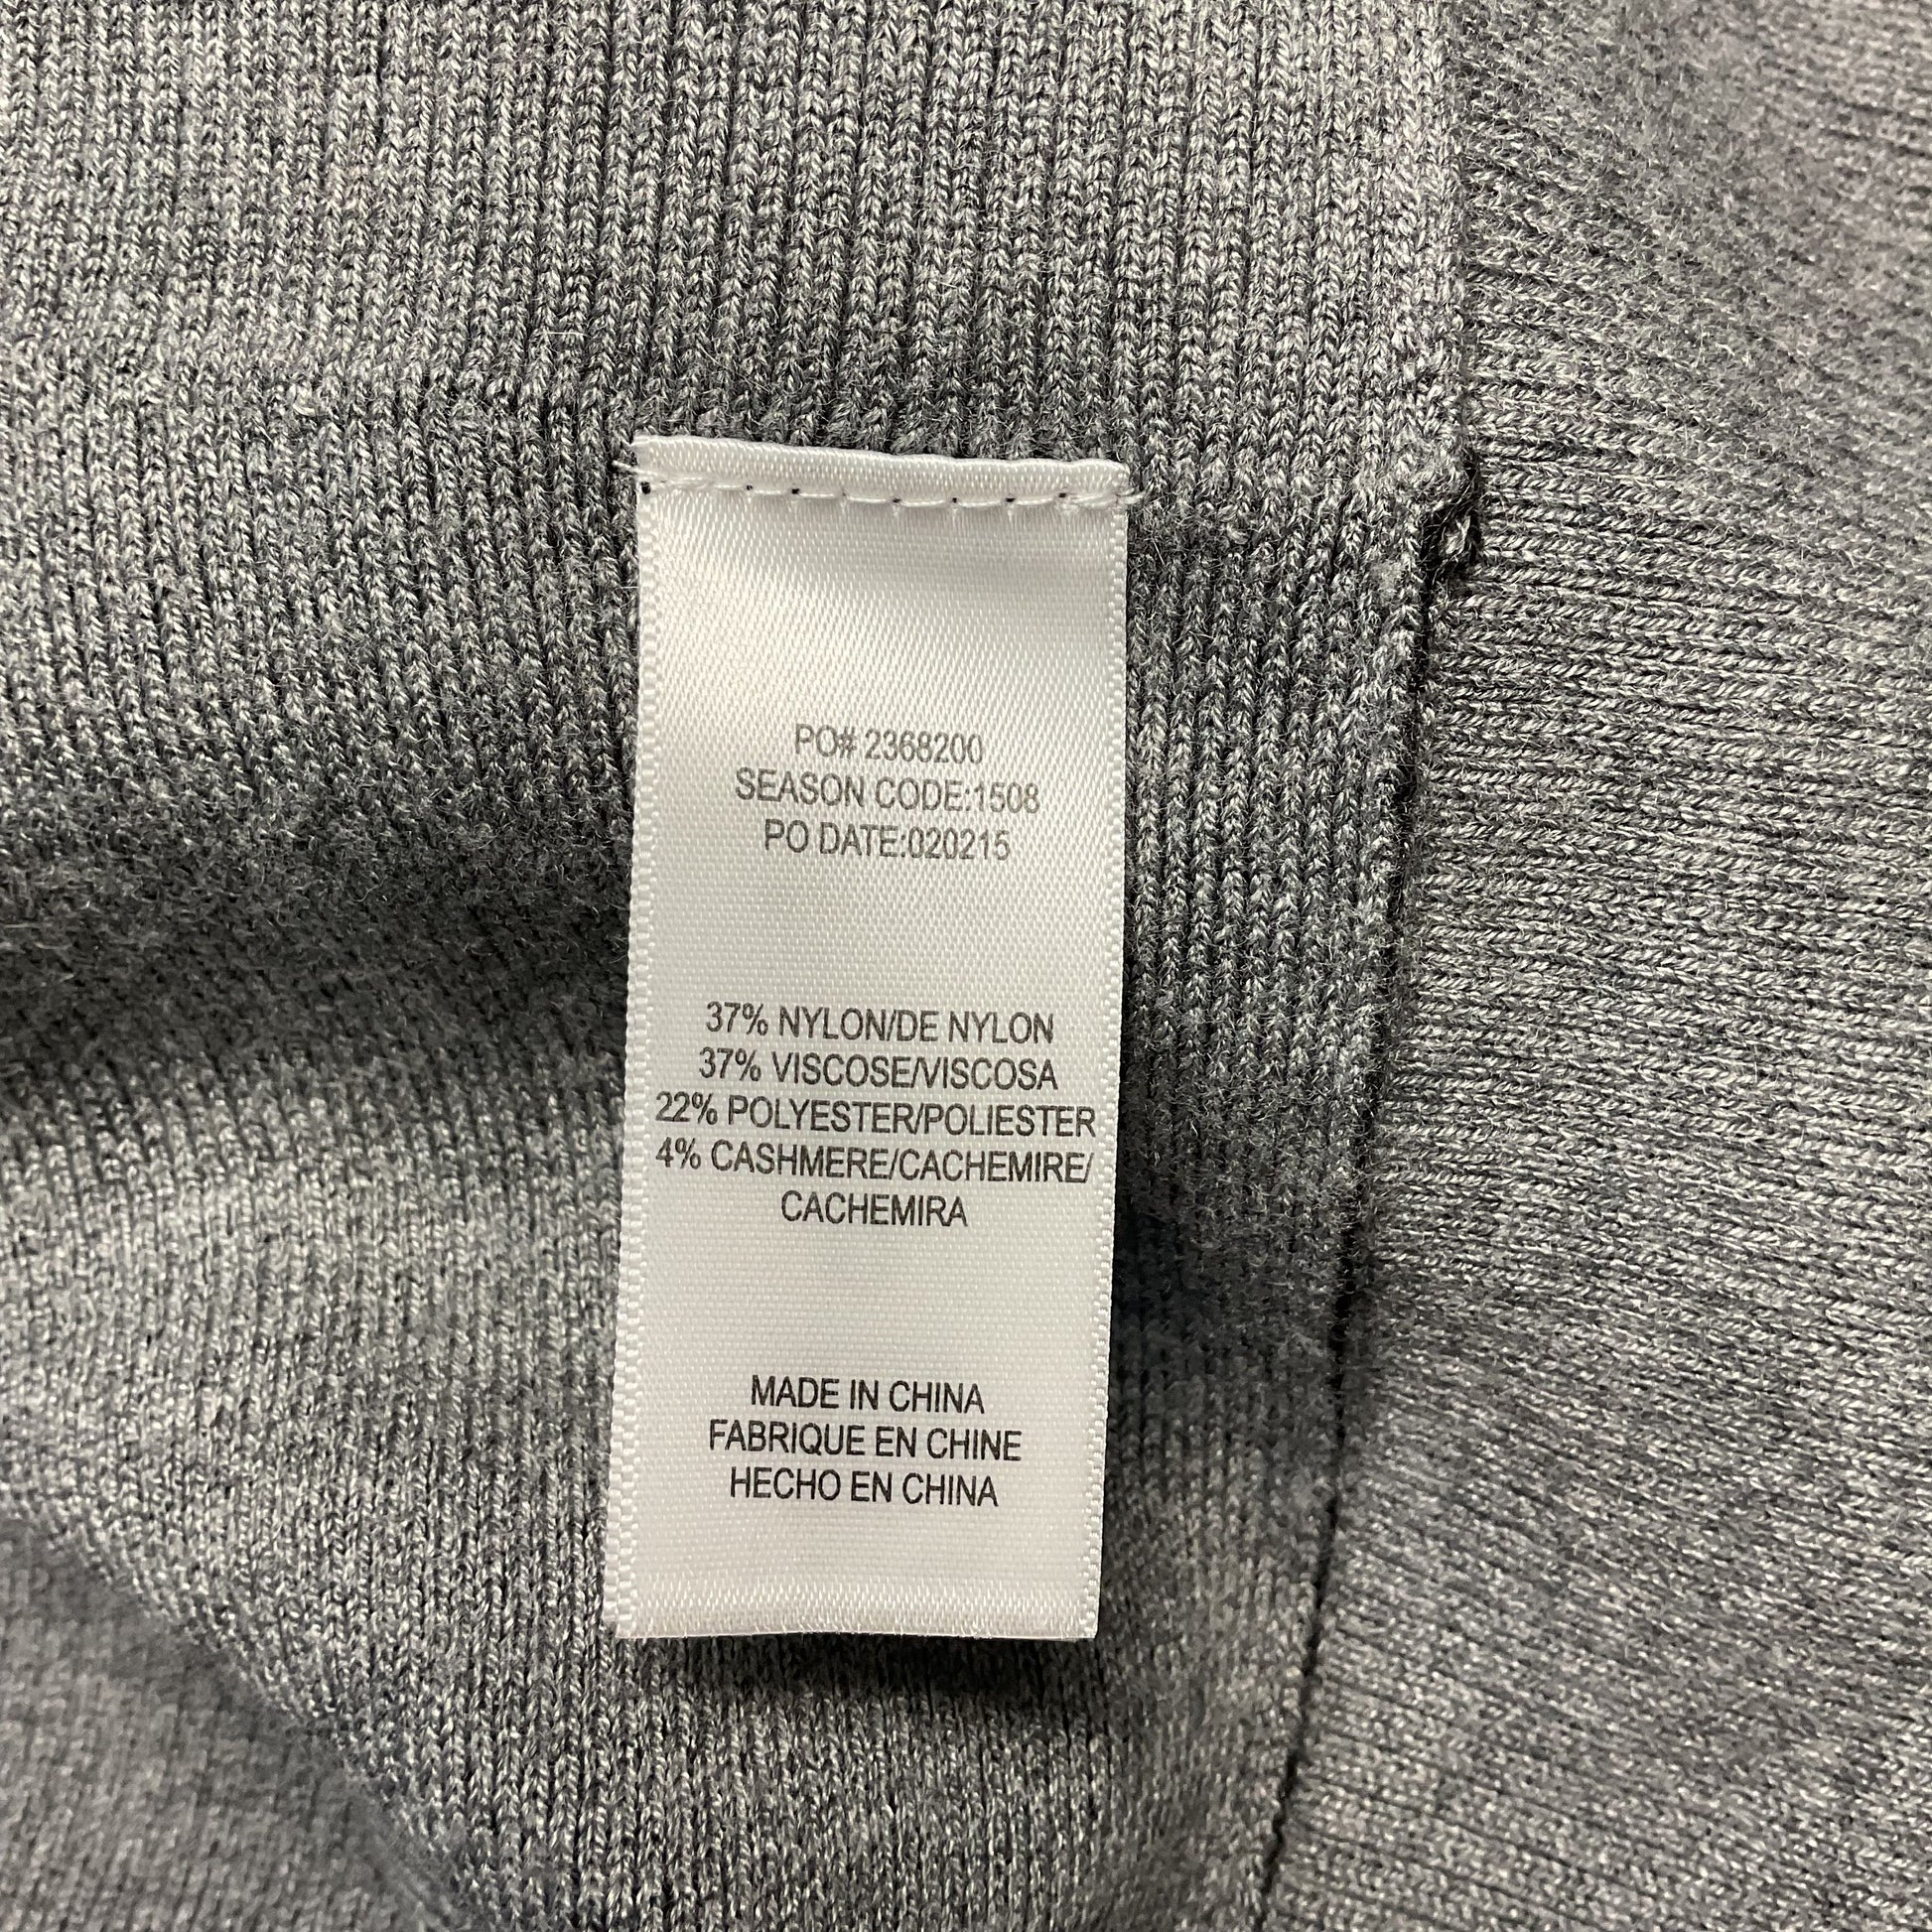 PO# 2368200
SEASON CODE:1508
PO DATE:020215
37% NYLON/DE NYLON
37% VISCOSE/VISCOSA
22% POLYESTER/POLIESTER
4% CASHMERE/CACHEMIRE/
CACHEMIRA
MADE IN CHINA
FABRIQUE EN CHINE
HECHO EN CHINA